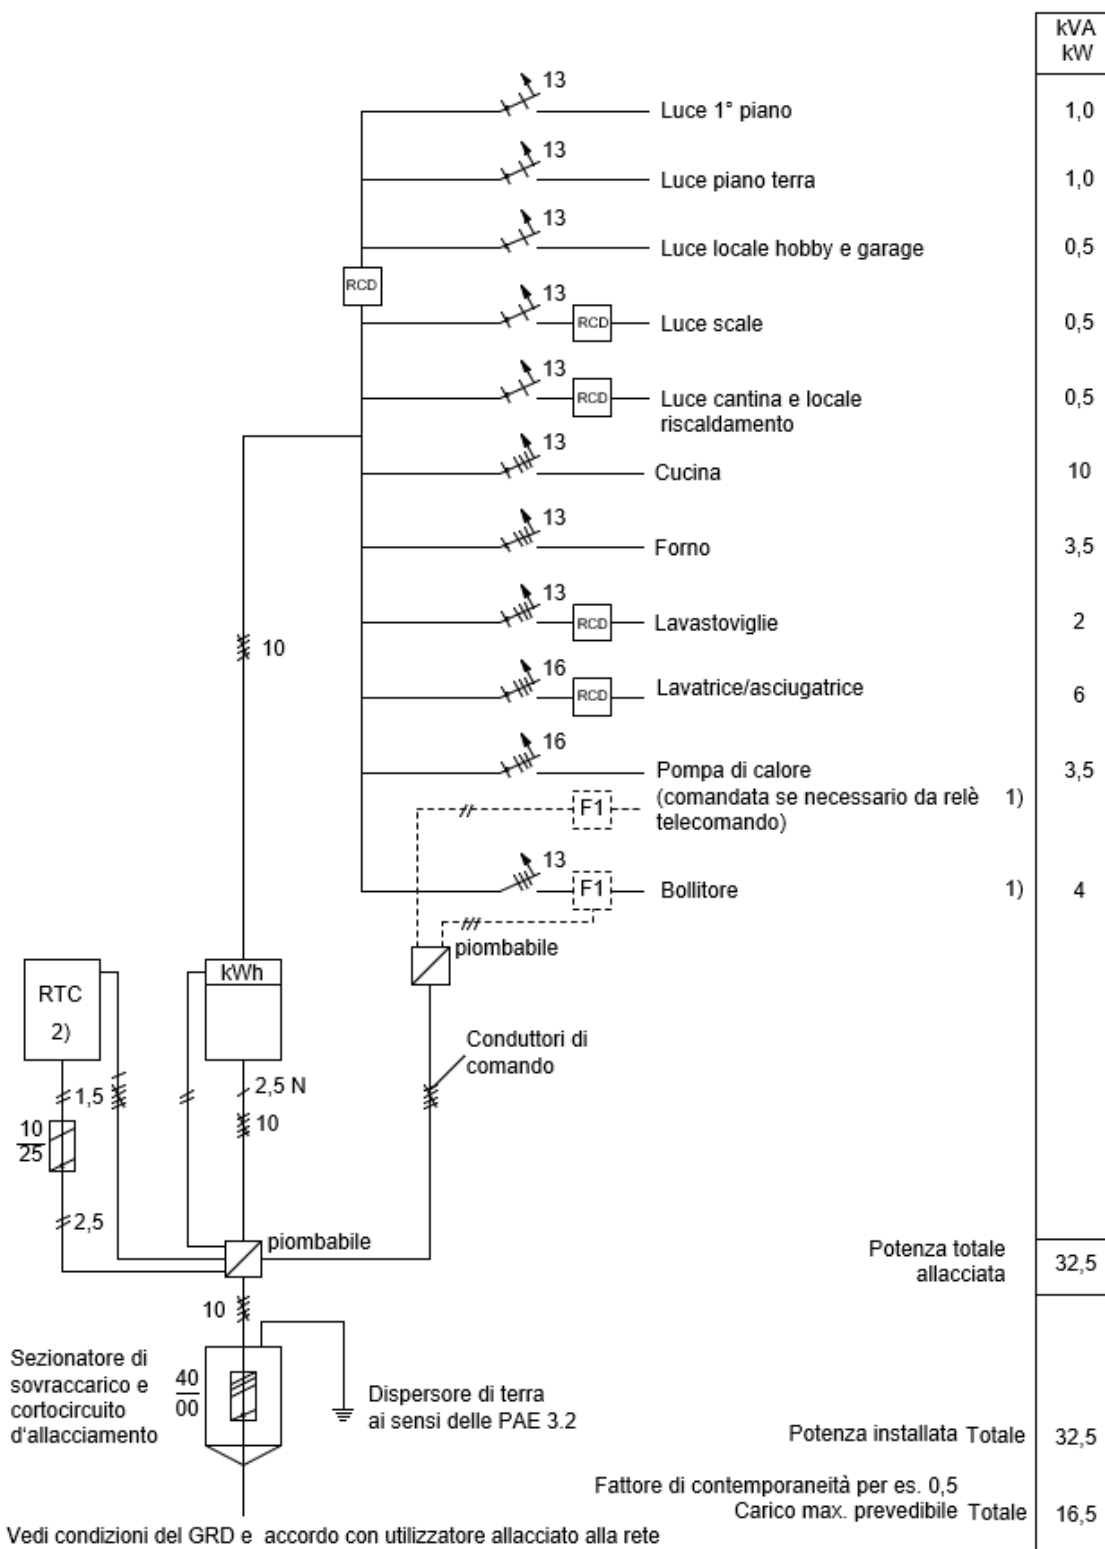 kVA
kW
13
Luce 1° piano
1,0
13
Luce piano terra
1,0
13
Luce locale hobby e garage
0,5
RCD
13
RCD
Luce scale
0,5
13
RCD
Luce cantina e locale
riscaldamento
0,5
13
Cucina
10
13
Forno
3,5
13
RCD
Lavastoviglie
2
10
16
RCD
Lavatrice/asciugatrice
6
16
Pompa di calore
(comandata se necessario da relè
telecomando)
3,5
F1
1)
13
F1
Bollitore
1)
4
piombabile
RTC
2)
kWh
Conduttori di
comando
1,5
2,5 N
10
10
25
2,5
piombabile
Potenza totale
allacciata
32,5
10
Sezionatore di
sovraccarico e
cortocircuito
d'allacciamento
40
00
Dispersore di terra
ai sensi delle PAE 3.2
Potenza installata Totale
32,5
Fattore di contemporaneità per es. 0,5
Carico max. prevedibile Totale
16,5
Vedi condizioni del GRD e accordo con utilizzatore allacciato alla rete